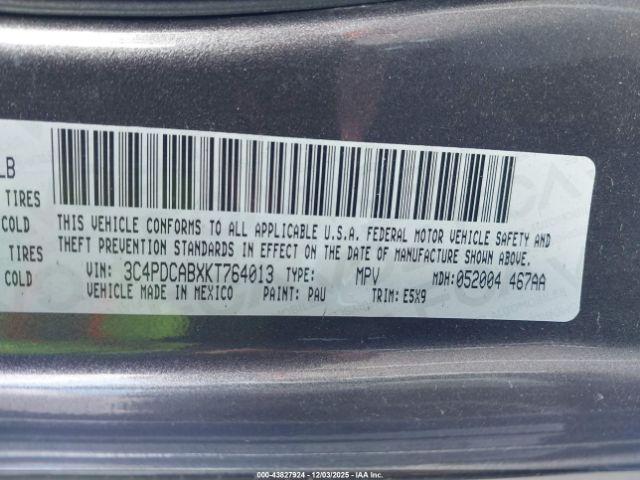 LB
TIRES
COLD
TIRES
COLD
THIS VEHICLE CONFORMS TO ALL APPLICABLE U.S.A. FEDERAL MOTOR VEHICLE SAFETY AND
THEFT PREVENTION STANDARDS IN EFFECT ON THE DATE OF MANUFACTURE SHOWN ABOVE.
VIN: 3C4PDCABXKT764013 TYPE: MPV MDH:052004 467AA
VEHICLE MADE IN MEXICO PAINT: PAU TRIM: E5X9
000-43827924 | 12/03/2025 - IAA Inc.